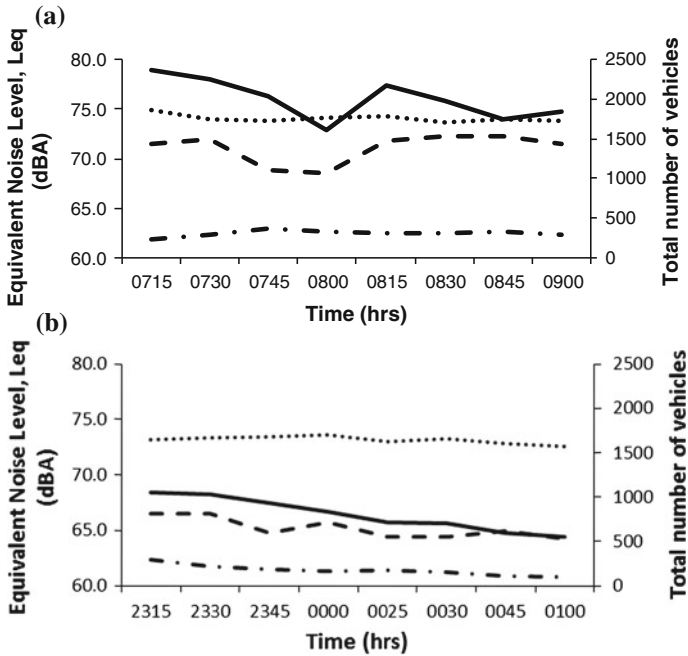 (a)
Equivalent Noise Level, Leq
(dBA)
80.0
75.0
70.0
65.0
60.0
2500
2000
1500
1000
500
0
Total number of vehicles
0715 0730 0745 0800 0815 0830 0845 0900
Time (hrs)
(b)
Equivalent Noise Level, Leq
(dBA)
80.0
75.0
70.0
65.0
60.0
2500
2000
1500
1000
500
0
Total number of vehicles
2315 2330 2345 0000 0025 0030 0045 0100
Time (hrs)